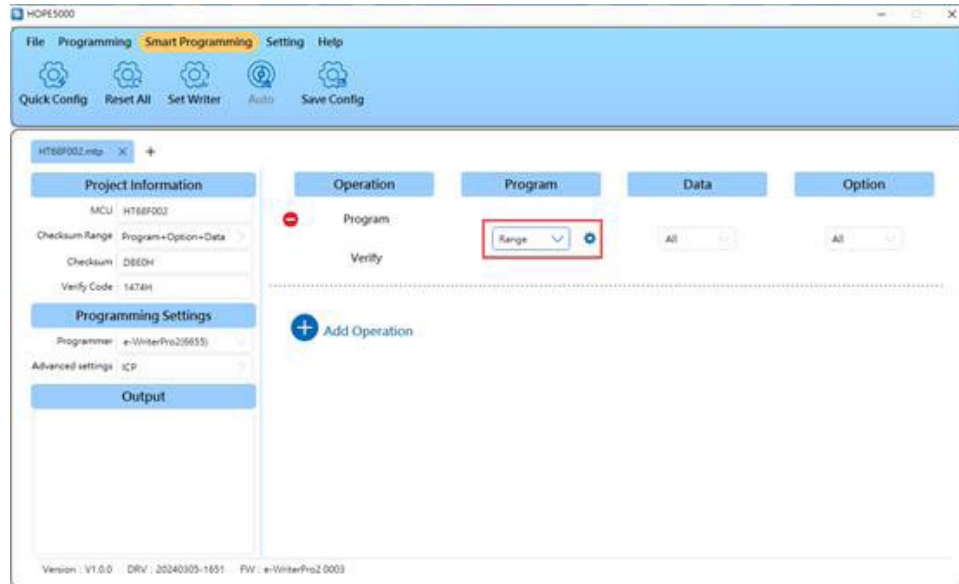 HOPE5000
File Programming Smart Programming Setting Help
Quick Config Reset All Set Writer Auto Save Config
HT68F002.mtp
Project Information
MCU HT68F002
Checksum Range Program+Option+Data
Checksum D8E0H
Verify Code 1474H
Programming Settings
Programmer e-WriterPro2(6655)
Advanced settings ICP
Output
Operation Program Data Option
Program
Range All All
Verify
Add Operation
Version : V1.0.0 DRV : 20240305-1651 FW : e-WriterPro2 0003